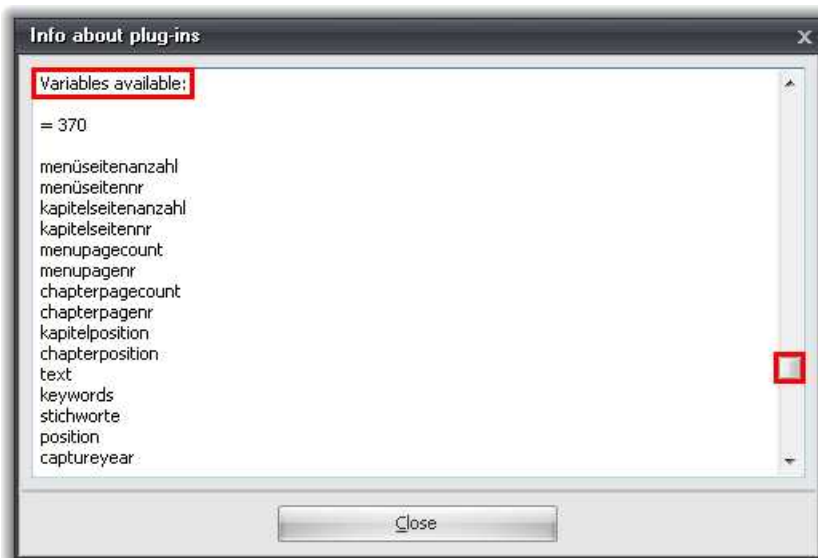 Info about plug-ins
Variables available:
= 370
menüseitenanzahl
menüseitennr
kapitelseitenanzahl
kapitelseitennr
menupagecount
menupagenr
chapterpagecount
chapterpagenr
kapitelposition
chapterposition
text
keywords
stichworte
position
captureyear
Close